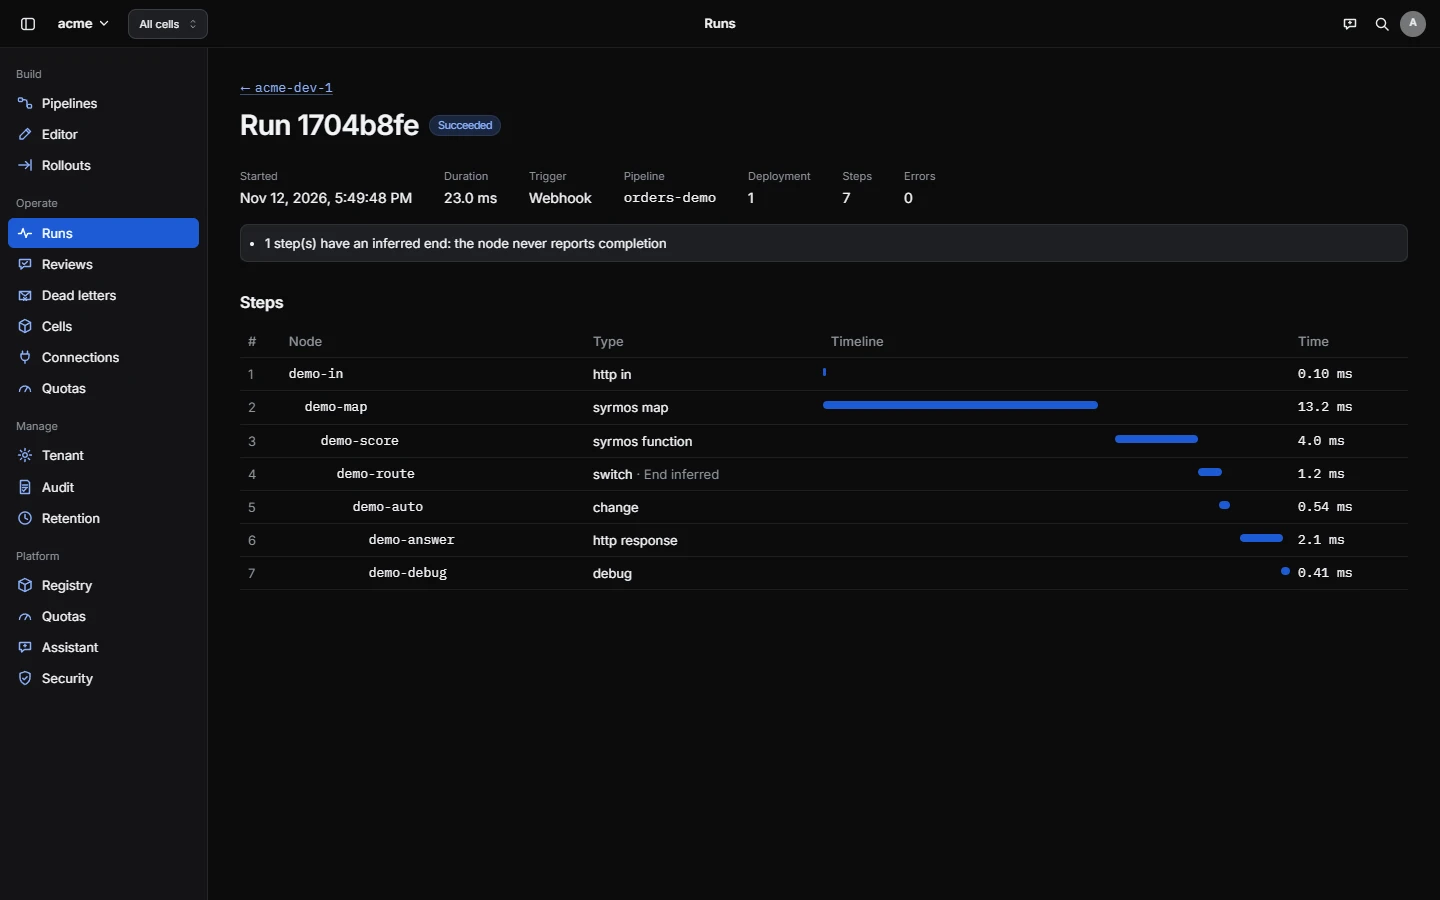 acme
All cells
Runs
A
Build
Pipelines
Editor
Rollouts
Operate
Runs
Reviews
Dead letters
Cells
Connections
Quotas
Manage
Tenant
Audit
Retention
Platform
Registry
Quotas
Assistant
Security
← acme-dev-1
Run 1704b8fe Succeeded
Started Duration Trigger Pipeline Deployment Steps Errors
Nov 12, 2026, 5:49:48 PM 23.0 ms Webhook orders-demo 1 7 0
• 1 step(s) have an inferred end: the node never reports completion
Steps
# Node Type Timeline Time
1 demo-in http in 0.10 ms
2 demo-map syrmos map 13.2 ms
3 demo-score syrmos function 4.0 ms
4 demo-route switch · End inferred 1.2 ms
5 demo-auto change 0.54 ms
6 demo-answer http response 2.1 ms
7 demo-debug debug 0.41 ms